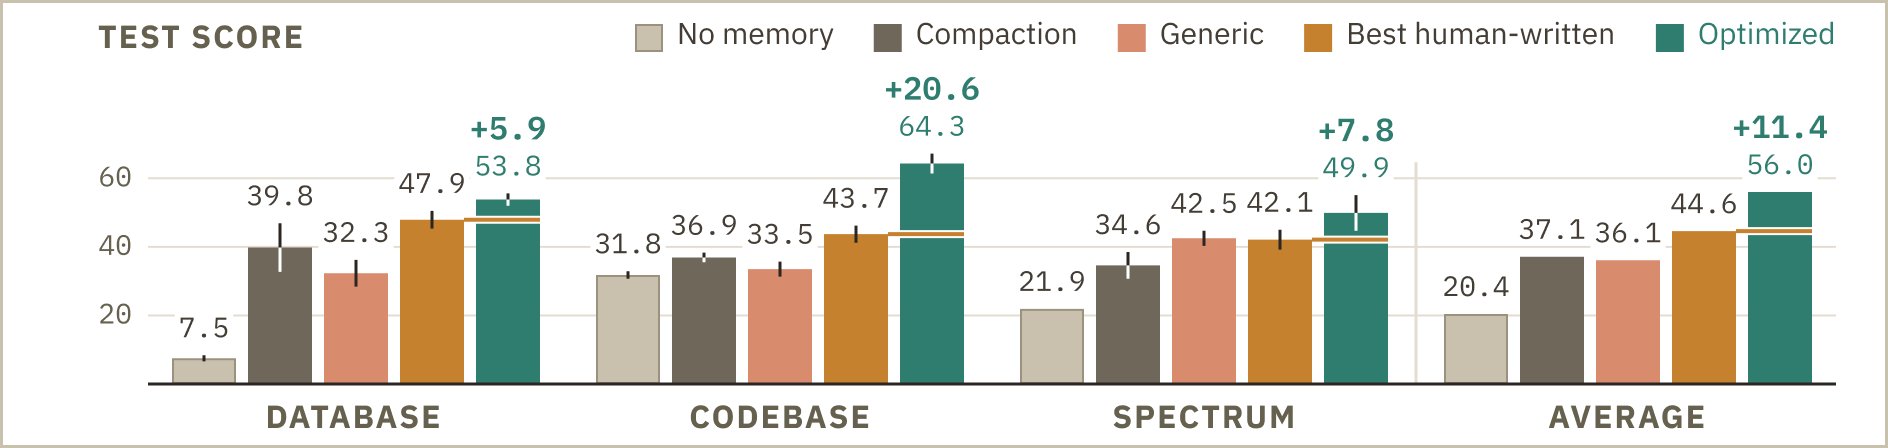 TEST SCORE
No memory Compaction Generic Best human-written Optimized
+5.9 +20.6 +7.8 +11.4
53.8 64.3 49.9 56.0
60
40
20
7.5 39.8 32.3 47.9
31.8 36.9 33.5 43.7
21.9 34.6 42.5 42.1
20.4 37.1 36.1 44.6
DATABASE CODEBASE SPECTRUM AVERAGE